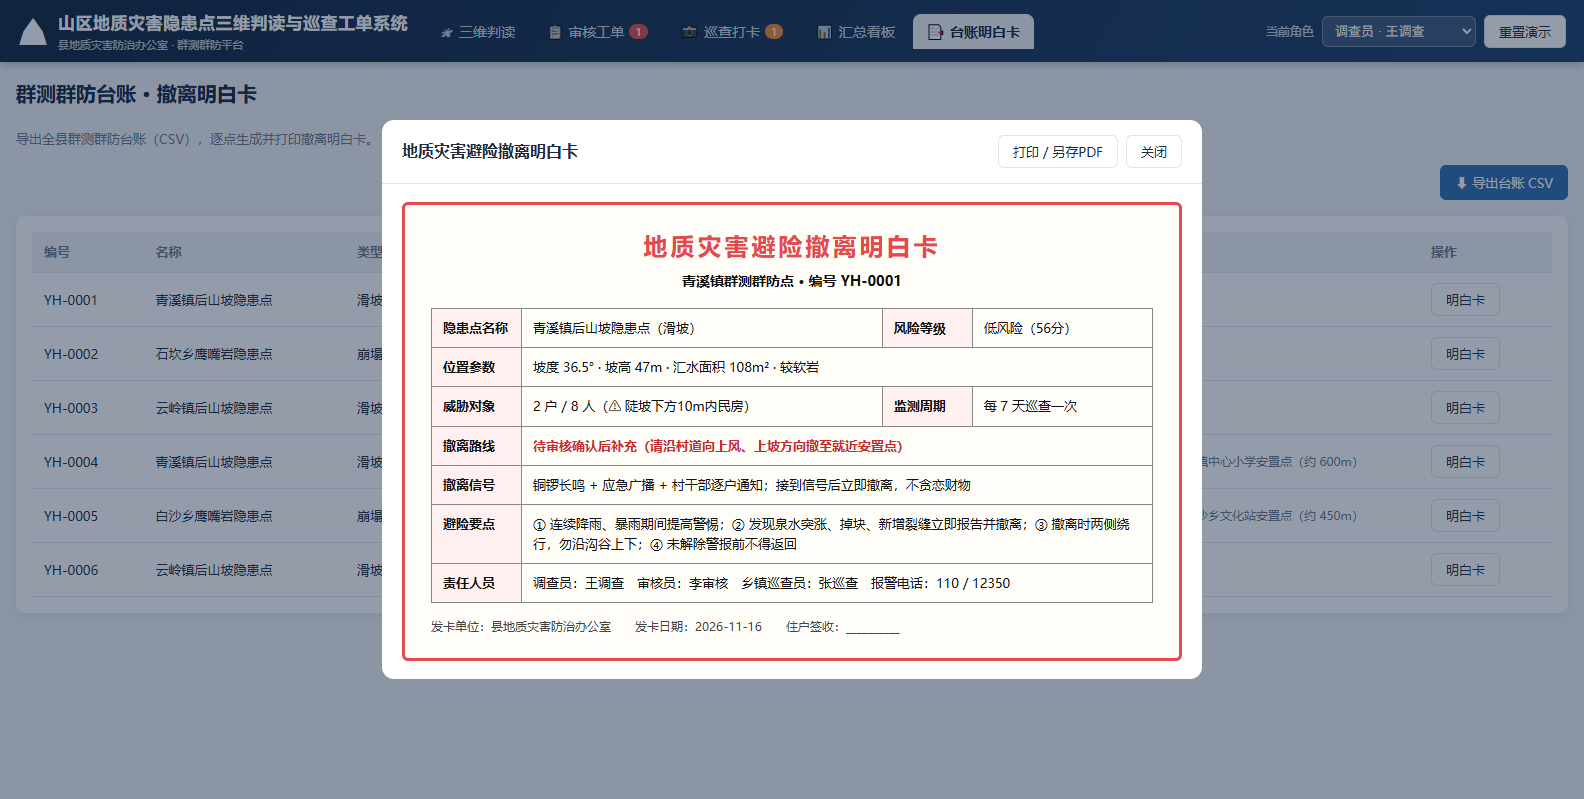 山区地质灾害隐患点三维判读与巡查工单系统
县地质灾害防治办公室 · 群测群防平台
三维判读
审核工单 1
巡查打卡 1
汇总看板
台账明白卡
当前角色
调查员 · 王调查
重置演示
群测群防台账 · 撤离明白卡
导出全县群测群防台账（CSV），逐点生成并打印撤离明白卡。
导出台账 CSV
编号 名称 类型 操作
YH-0001 青溪镇后山坡隐患点 滑坡 明白卡
YH-0002 石坎乡鹰嘴岩隐患点 崩塌 明白卡
YH-0003 云岭镇后山坡隐患点 滑坡 明白卡
YH-0004 青溪镇后山坡隐患点 滑坡 镇中心小学安置点（约 600m） 明白卡
YH-0005 白沙乡鹰嘴岩隐患点 崩塌 乡文化站安置点（约 450m） 明白卡
YH-0006 云岭镇后山坡隐患点 滑坡 明白卡
地质灾害避险撤离明白卡
打印 / 另存PDF
关闭
地质灾害避险撤离明白卡
青溪镇群测群防点 · 编号 YH-0001
隐患点名称 青溪镇后山坡隐患点（滑坡） 风险等级 低风险（56分）
位置参数 坡度 36.5° · 坡高 47m · 汇水面积 108m² · 较软岩
威胁对象 2 户 / 8 人（⚠ 陡坡下方10m内民房） 监测周期 每 7 天巡查一次
撤离路线 待审核确认后补充（请沿村道向上风、上坡方向撤至就近安置点）
撤离信号 铜锣长鸣 + 应急广播 + 村干部逐户通知；接到信号后立即撤离，不贪恋财物
避险要点 ① 连续降雨、暴雨期间提高警惕；② 发现泉水突涨、掉块、新增裂缝立即报告并撤离；③ 撤离时两侧绕
行，勿沿沟谷上下；④ 未解除警报前不得返回
责任人员 调查员：王调查 审核员：李审核 乡镇巡查员：张巡查 报警电话：110 / 12350
发卡单位：县地质灾害防治办公室 发卡日期：2026-11-16 住户签收：__________